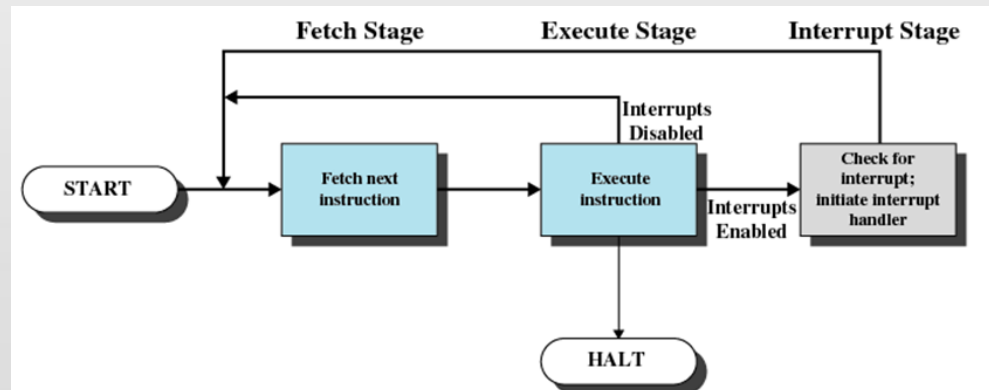 Fetch Stage
Execute Stage
Interrupt Stage
START
Fetch next
instruction
Execute
instruction
Interrupts
Disabled
Interrupts
Enabled
Check for
interrupt;
initiate interrupt
handler
HALT